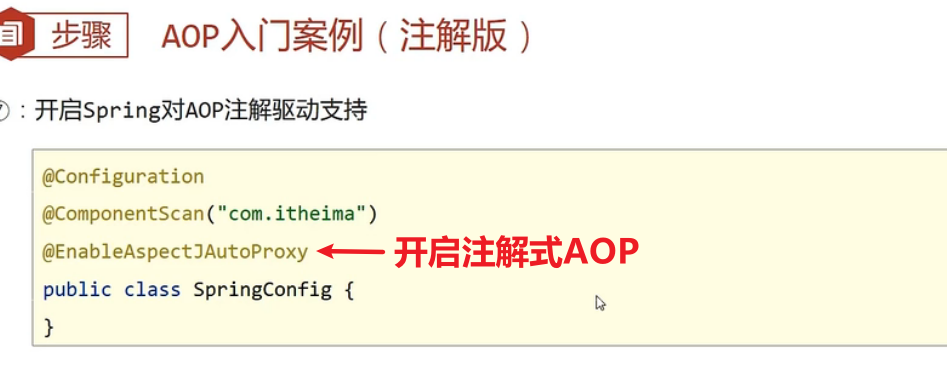 步骤
AOP入门案例（注解版）
：开启Spring对AOP注解驱动支持
@Configuration
@ComponentScan("com.itheima")
@EnableAspectJAutoProxy 开启注解式AOP
public class SpringConfig {
}